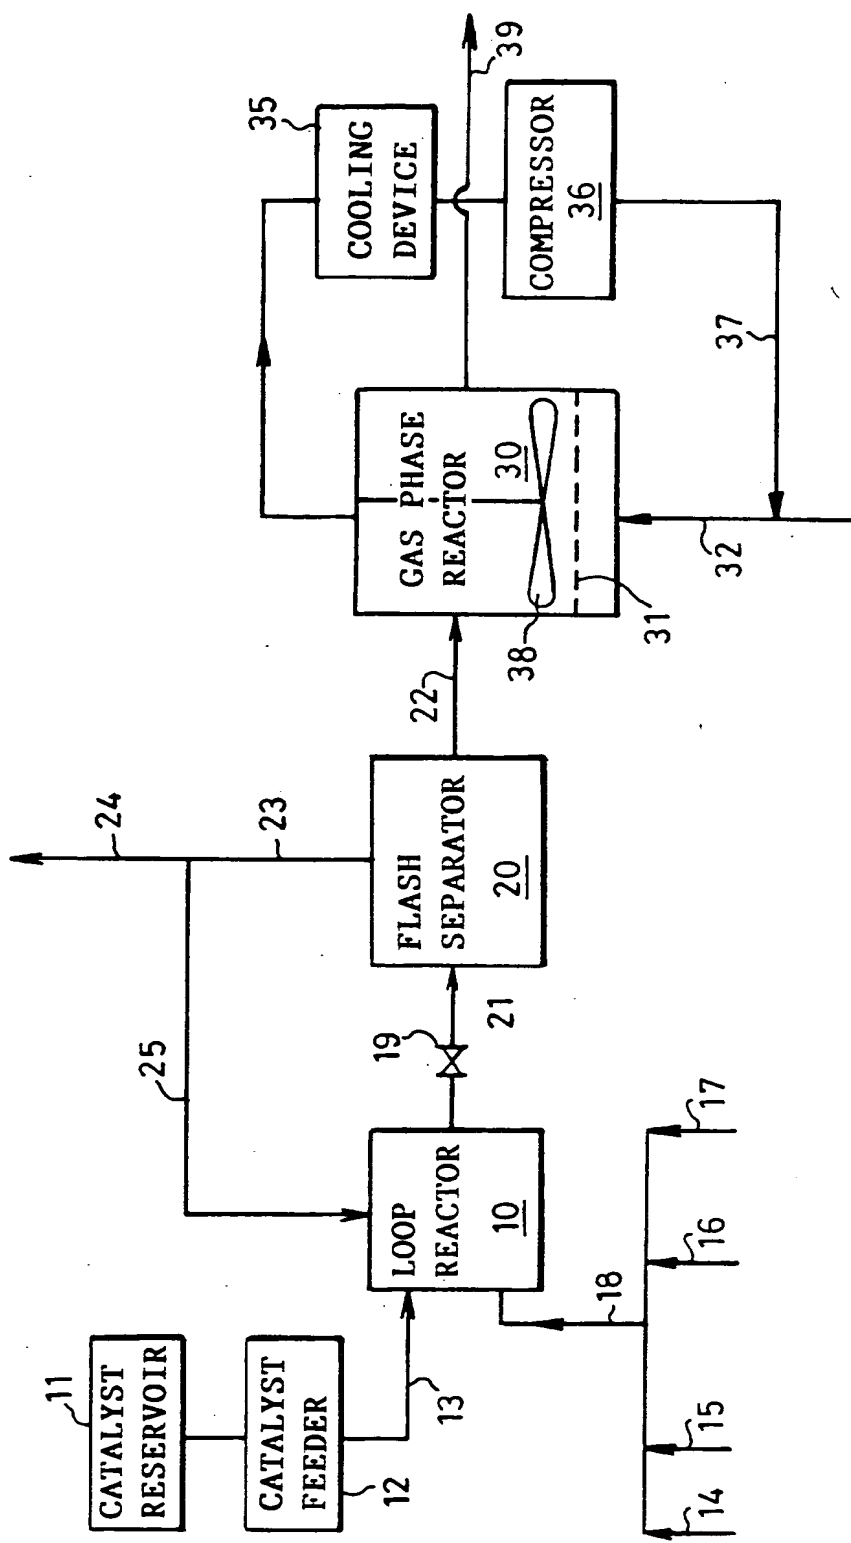 11
CATALYST
RESERVOIR
CATALYST
FEEDER
12
13
14
15
16
17
18
LOOP
REACTOR
10
19
21
25
24
23
FLASH
SEPARATOR
20
22
GAS PHASE
REACTOR
30
38
31
32
35
COOLING
DEVICE
39
COMPRESSOR
36
37